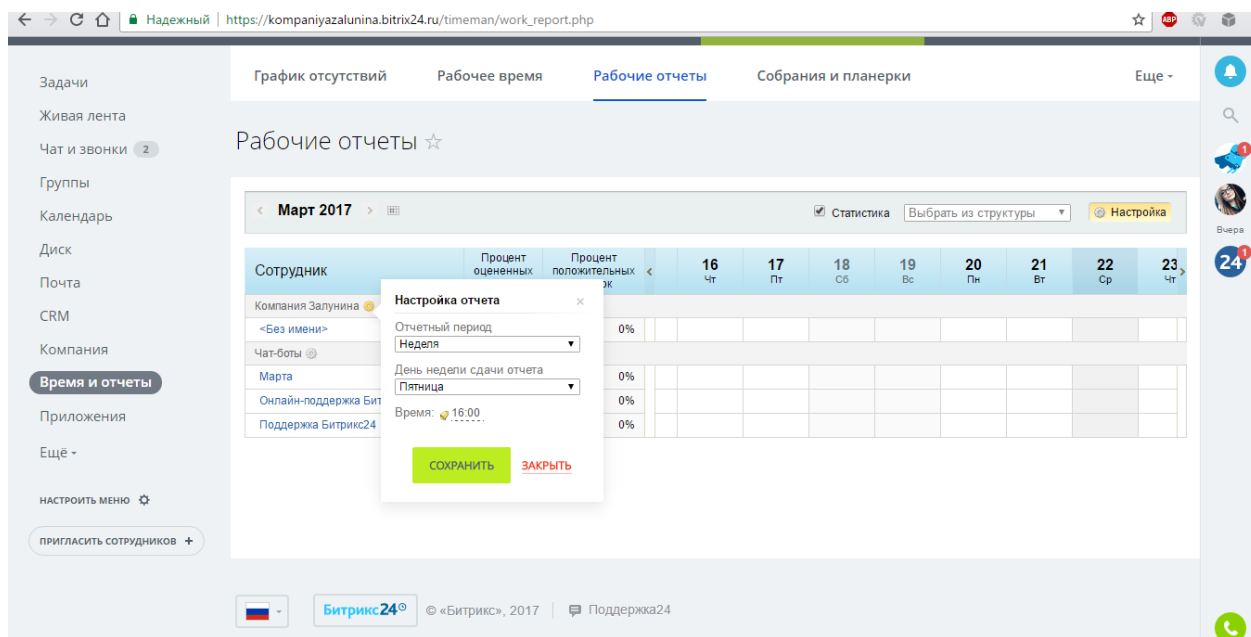 Надежный | https://kompaniyazalunina.bitrix24.ru/timeman/work_report.php
ABP
График отсутствий Рабочее время Рабочие отчеты Собрания и планерки Еще
Задачи
Живая лента
Чат и звонки 2
Группы
Календарь
Диск
Почта
CRM
Компания
Время и отчеты
Приложения
Ещё
НАСТРОИТЬ МЕНЮ
ПРИГЛАСИТЬ СОТРУДНИКОВ +
Рабочие отчеты
Март 2017
Статистика Выбрать из структуры Настройка
Сотрудник
Процент оцененных
Процент положительных
16 Чт
17 Пт
18 Сб
19 Вс
20 Пн
21 Вт
22 Ср
23 Чт
Компания Залунина
<Без имени> 0%
Чат-боты
Марта 0%
Онлайн-поддержка Бит 0%
Поддержка Битрикс24 0%
Настройка отчета ×
Отчетный период
Неделя
День недели сдачи отчета
Пятница
Время: 16:00
СОХРАНИТЬ ЗАКРЫТЬ
1
Вчера
24 1
Битрикс24 © «Битрикс», 2017 Поддержка24